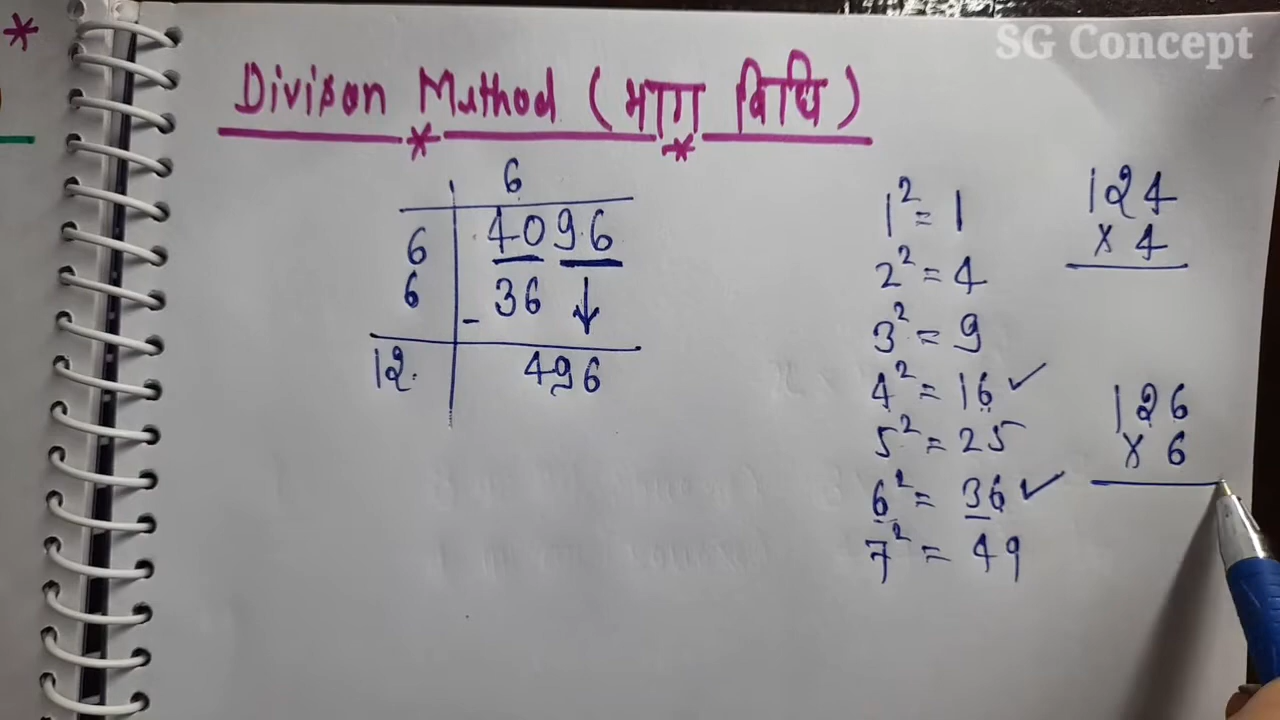 SG Concept
Divison Muthod (भाग विधि)
6
6 4096
6 - 36 ↓
12. 496
1² = 1
2² = 4
3² = 9
4² = 16 ✓
5² = 25
6² = 36 ✓
7² = 49
124
× 4
126
× 6